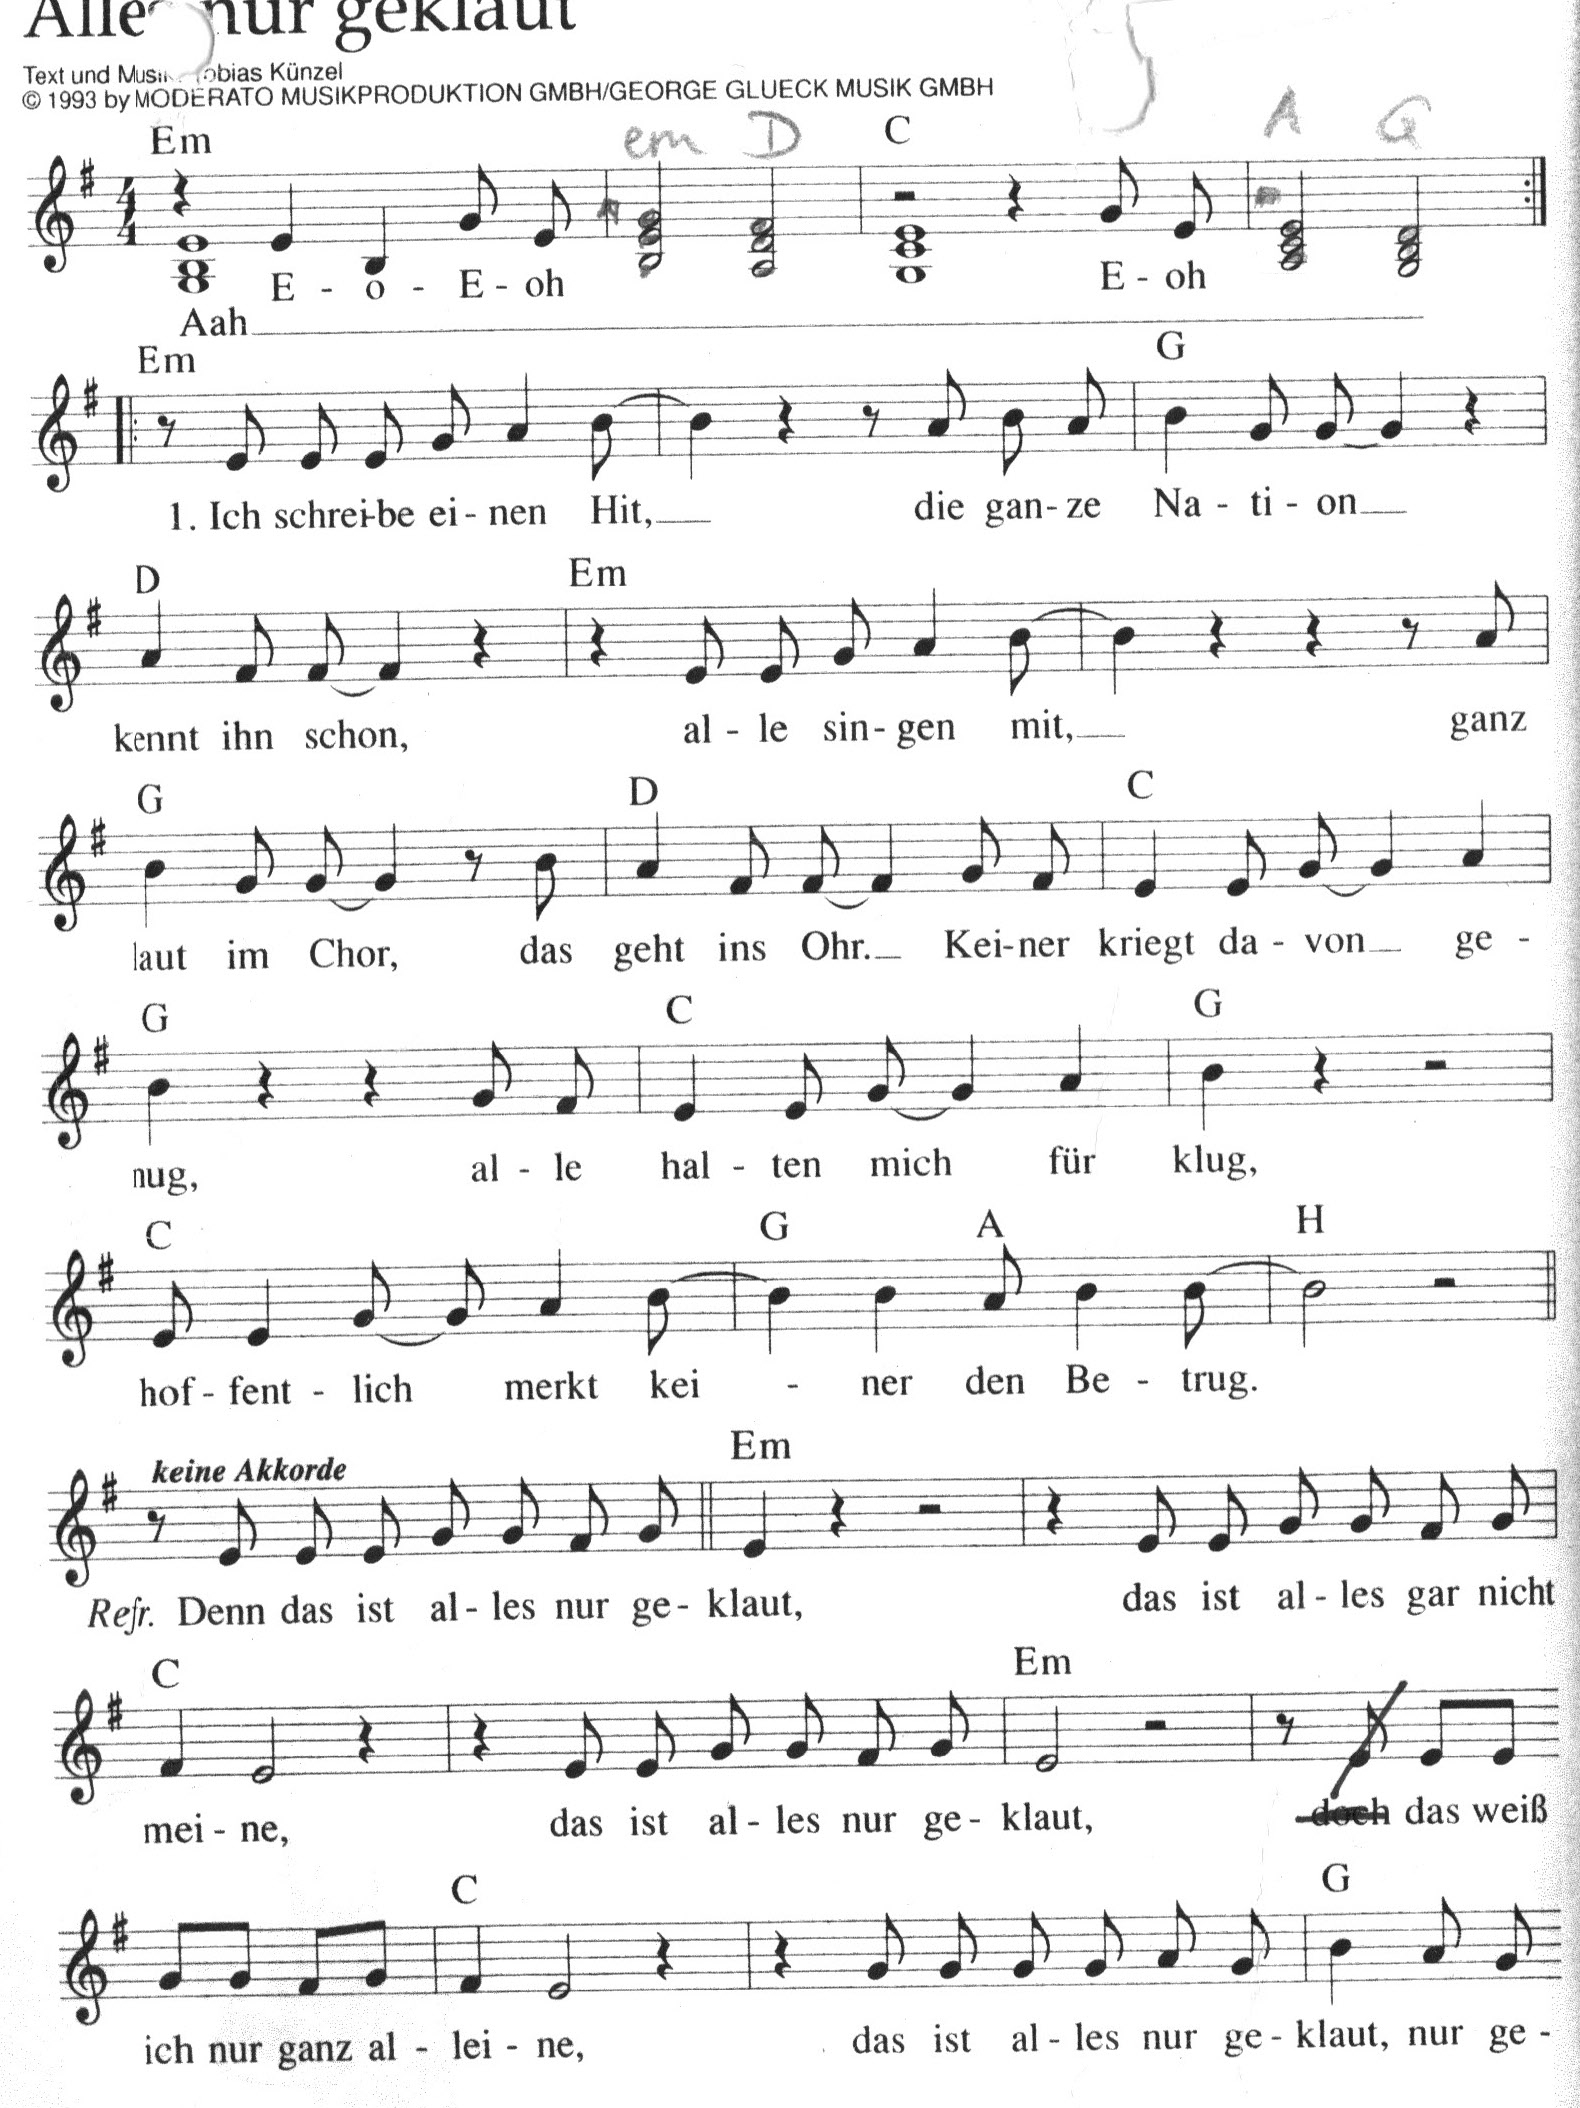 Alles nur geklaut
Text und Musik: Tobias Künzel
© 1993 by MODERATO MUSIKPRODUKTION GMBH/GEORGE GLUECK MUSIK GMBH
Em em D C A G
E - o - E - oh E - oh
Aah
Em G
1. Ich schrei-be ei - nen Hit, die gan- ze Na - ti - on
D Em
kennt ihn schon, al - le sin- gen mit, ganz
G D C
laut im Chor, das geht ins Ohr. Kei-ner kriegt da - von ge -
G C G
nug, al - le hal - ten mich für klug,
C G A H
hof - fent - lich merkt kei - ner den Be - trug.
keine Akkorde Em
Refr. Denn das ist al - les nur ge - klaut, das ist al - les gar nicht
C Em
mei - ne, das ist al - les nur ge - klaut, doch das weiß
C G
ich nur ganz al - lei - ne, das ist al - les nur ge - klaut, nur ge -